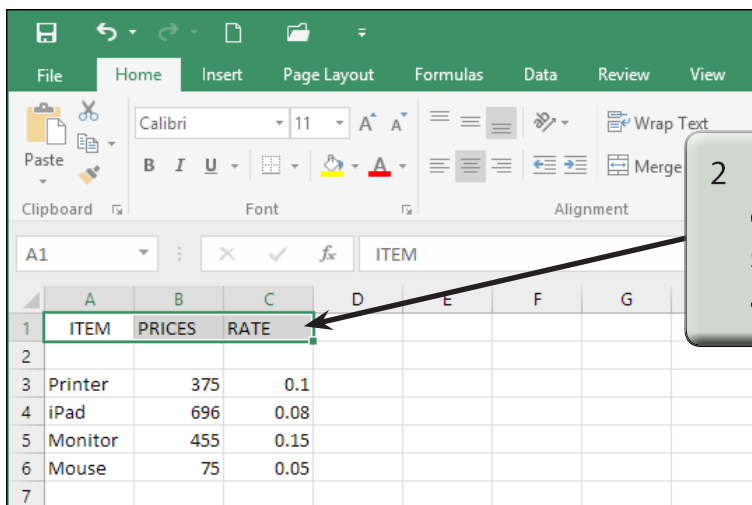 File Home Insert Page Layout Formulas Data Review View
Calibri 11 A A Wrap Text
Paste B I U A Merge
Clipboard Font Alignment
2
A1 fx ITEM
A B C D E F G
1 ITEM PRICES RATE
2
3 Printer 375 0.1
4 iPad 696 0.08
5 Monitor 455 0.15
6 Mouse 75 0.05
7